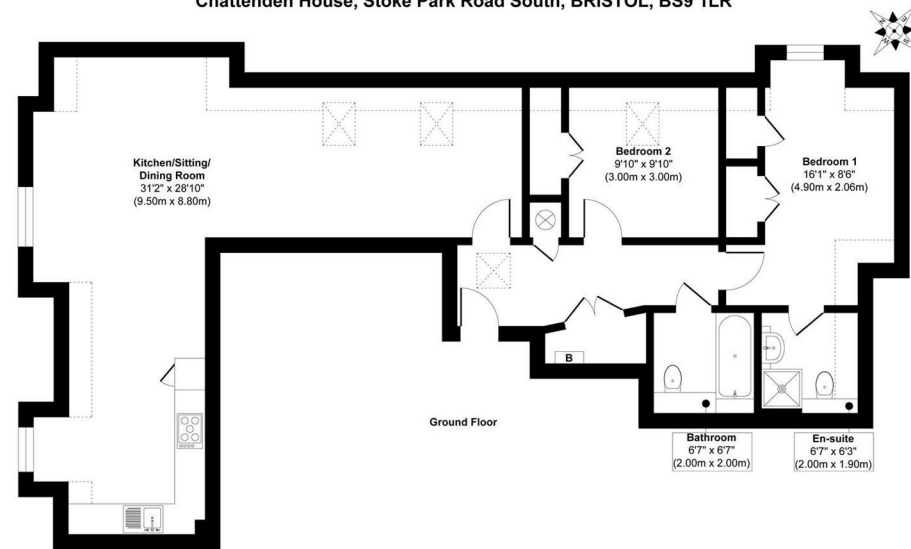 Chattenden House, Stoke Park Road South, BRISTOL, BS9 1LR
Kitchen/Sitting/
Dining Room
31'2" x 28'10"
(9.50m x 8.80m)
Bedroom 2
9'10" x 9'10"
(3.00m x 3.00m)
Bedroom 1
16'1" x 8'6"
(4.90m x 2.06m)
B
Ground Floor
Bathroom
6'7" x 6'7"
(2.00m x 2.00m)
En-suite
6'7" x 6'3"
(2.00m x 1.90m)
N
E
S
W